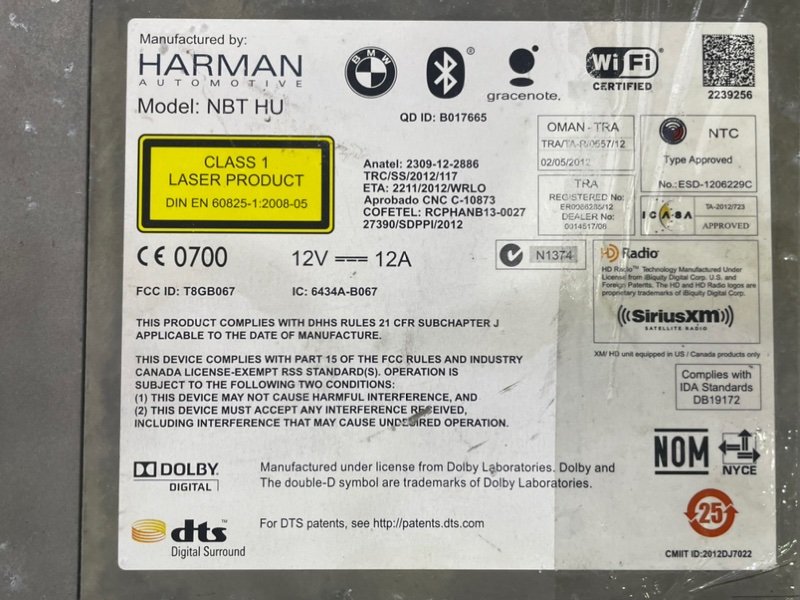 Manufactured by:
HARMAN
AUTOMOTIVE
Model: NBT HU
BMW
®
gracenote.
QD ID: B017665
Wi Fi®
CERTIFIED
2239256
CLASS 1
LASER PRODUCT
DIN EN 60825-1:2008-05
Anatel: 2309-12-2886
TRC/SS/2012/117
ETA: 2211/2012/WRLO
Aprobado CNC C-10873
COFETEL: RCPHANB13-0027
27390/SDPPI/2012
OMAN - TRA
TRA/TA-R/0557/12
02/05/2012
TRA
REGISTERED No:
DEALER No:
0014517/08
NTC
Type Approved
No.: ESD-1206229C
ICASA
TA-2012/723
APPROVED
CE 0700
12V 12A
N1374
FCC ID: T8GB067
IC: 6434A-B067
HD Radio™
HD Radio™ Technology Manufactured Under
License from iBiquity Digital Corp. U.S. and
Foreign Patents. The HD and HD Radio logos are
proprietary trademarks of iBiquity Digital Corp.
SiriusXM
SATELLITE RADIO
XM/ HD unit equipped in US / Canada products only
THIS PRODUCT COMPLIES WITH DHHS RULES 21 CFR SUBCHAPTER J
APPLICABLE TO THE DATE OF MANUFACTURE.
THIS DEVICE COMPLIES WITH PART 15 OF THE FCC RULES AND INDUSTRY
CANADA LICENSE-EXEMPT RSS STANDARD(S). OPERATION IS
SUBJECT TO THE FOLLOWING TWO CONDITIONS:
(1) THIS DEVICE MAY NOT CAUSE HARMFUL INTERFERENCE, AND
(2) THIS DEVICE MUST ACCEPT ANY INTERFERENCE RECEIVED,
INCLUDING INTERFERENCE THAT MAY CAUSE UNDESIRED OPERATION.
Complies with
IDA Standards
DB19172
DOLBY
DIGITAL
Manufactured under license from Dolby Laboratories. Dolby and
The double-D symbol are trademarks of Dolby Laboratories.
NOM
NYCE
dts™
Digital Surround
For DTS patents, see http://patents.dts.com
25
CMIIT ID:2012DJ7022